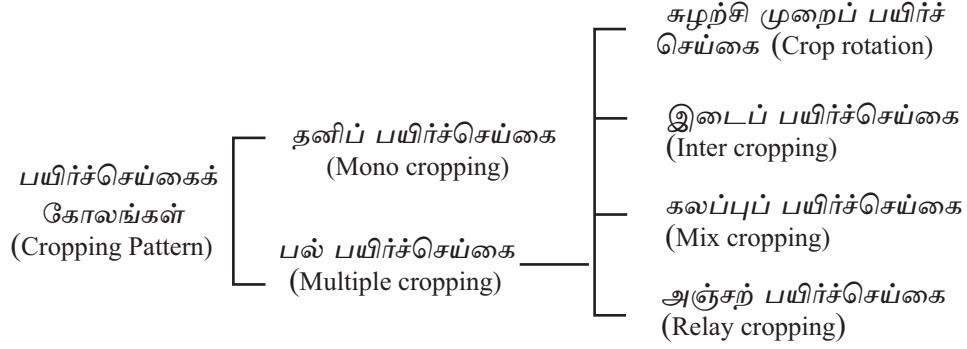 பயிர்ச்செய்கைக்
கோலங்கள்
(Cropping Pattern)
தனிப் பயிர்ச்செய்கை
(Mono cropping)
பல் பயிர்ச்செய்கை
(Multiple cropping)
சுழற்சி முறைப் பயிர்ச்
செய்கை (Crop rotation)
இடைப் பயிர்ச்செய்கை
(Inter cropping)
கலப்புப் பயிர்ச்செய்கை
(Mix cropping)
அஞ்சற் பயிர்ச்செய்கை
(Relay cropping)